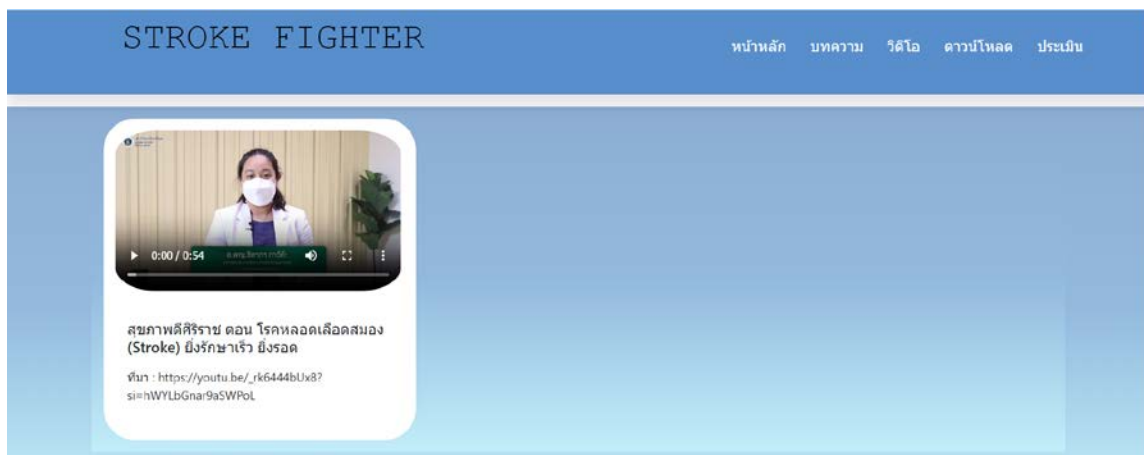 STROKE FIGHTER
หน้าหลัก บทความ วิดีโอ ดาวน์โหลด ประเมิน
0:00 / 0:54
สุขภาพดีศิริราช ตอน โรคหลอดเลือดสมอง
(Stroke) ยิ่งรักษาเร็ว ยิ่งรอด
ที่มา : https://youtu.be/_rk6444bUx8?
si=hWYLbGnar9aSWPoL